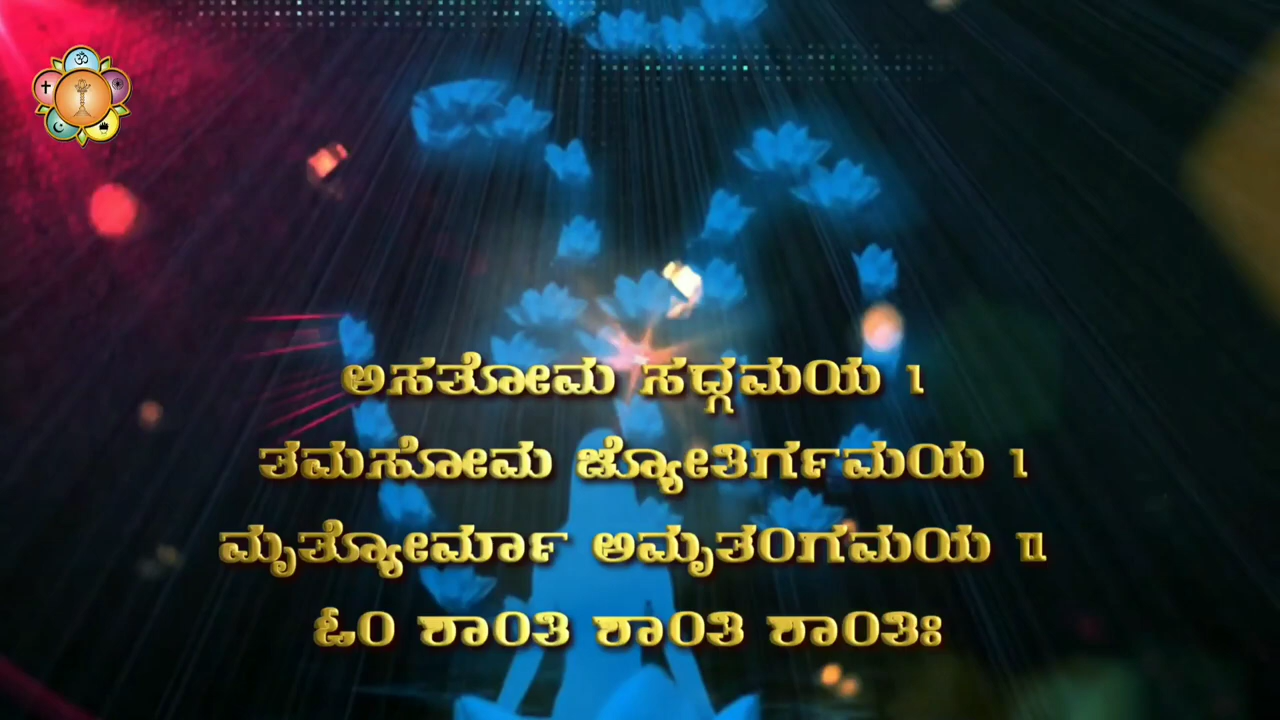 ಅಸತೋಮ ಸದ್ಗಮಯ ।
ತಮಸೋಮ ಜ್ಯೋತಿರ್ಗಮಯ ।
ಮೃತ್ಯೋರ್ಮಾ ಅಮೃತಂಗಮಯ ॥
ಓಂ ಶಾಂತಿ ಶಾಂತಿ ಶಾಂತಿಃ